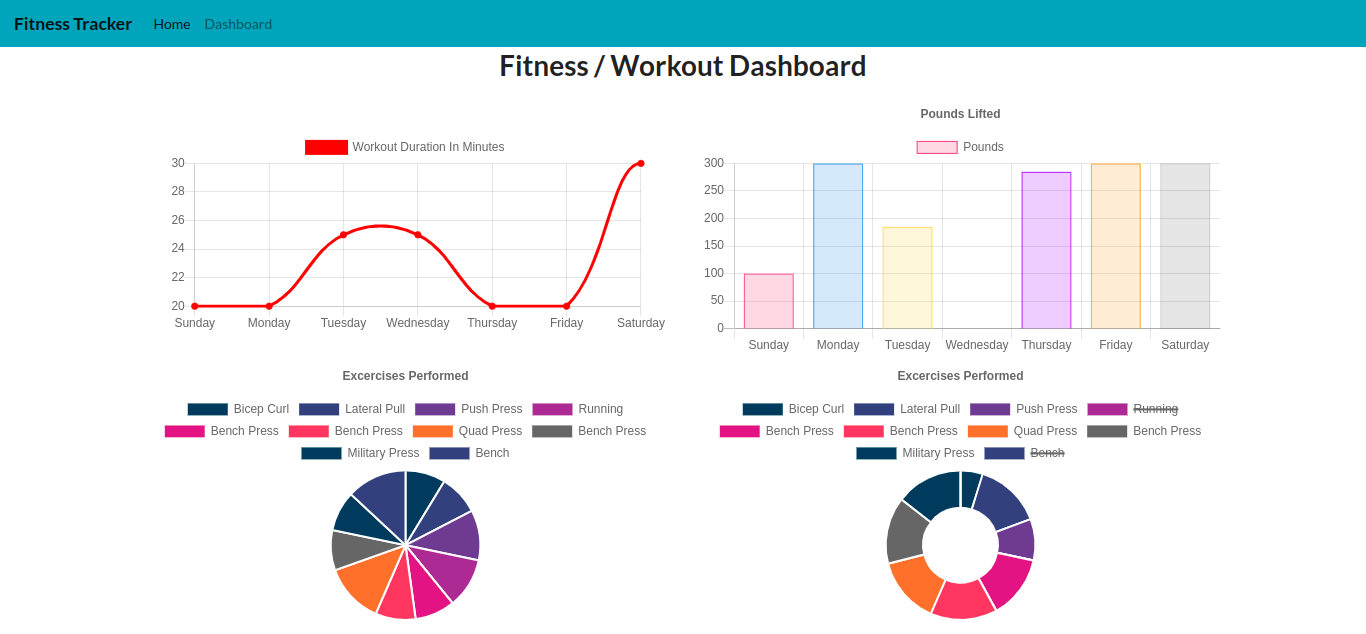 Fitness Tracker Home Dashboard
Fitness / Workout Dashboard
Workout Duration In Minutes
30
28
26
24
22
20
Sunday Monday Tuesday Wednesday Thursday Friday Saturday
Pounds Lifted
Pounds
300
250
200
150
100
50
0
Sunday Monday Tuesday Wednesday Thursday Friday Saturday
Excercises Performed
Bicep Curl Lateral Pull Push Press Running
Bench Press Bench Press Quad Press Bench Press
Military Press Bench
Excercises Performed
Bicep Curl Lateral Pull Push Press Running
Bench Press Bench Press Quad Press Bench Press
Military Press Bench